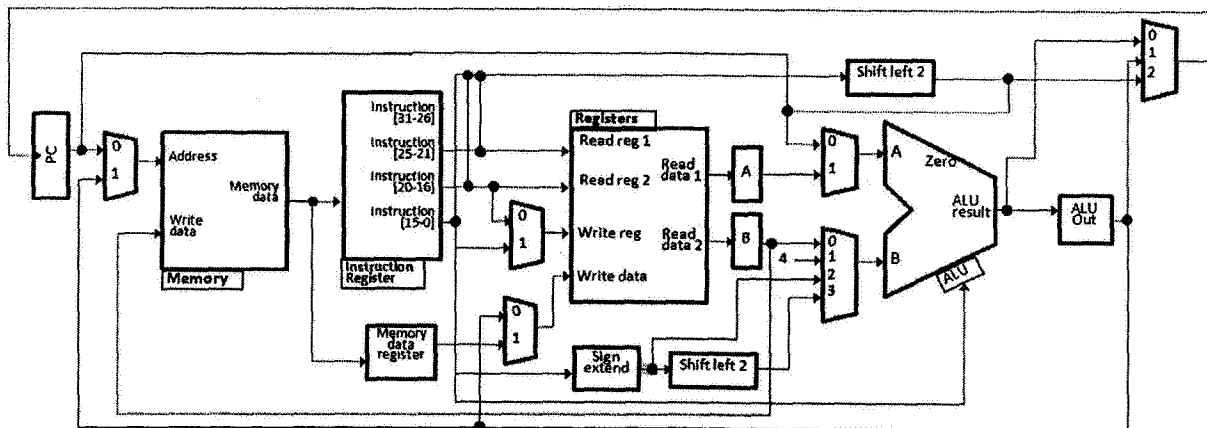 PC
0
1
Address
Write
data
Memory
data
Memory
Instruction
[31-26]
Instruction
[25-21]
Instruction
[20-16]
Instruction
[15-0]
Instruction
Register
Memory
data
register
0
1
0
1
Registers
Read reg 1
Read reg 2
Write reg
Write data
Read
data 1
Read
data 2
Sign
extend
Shift left 2
A
B
0
1
4
0
1
2
3
Shift left 2
A
B
Zero
ALU
result
ALU
ALU
Out
0
1
2